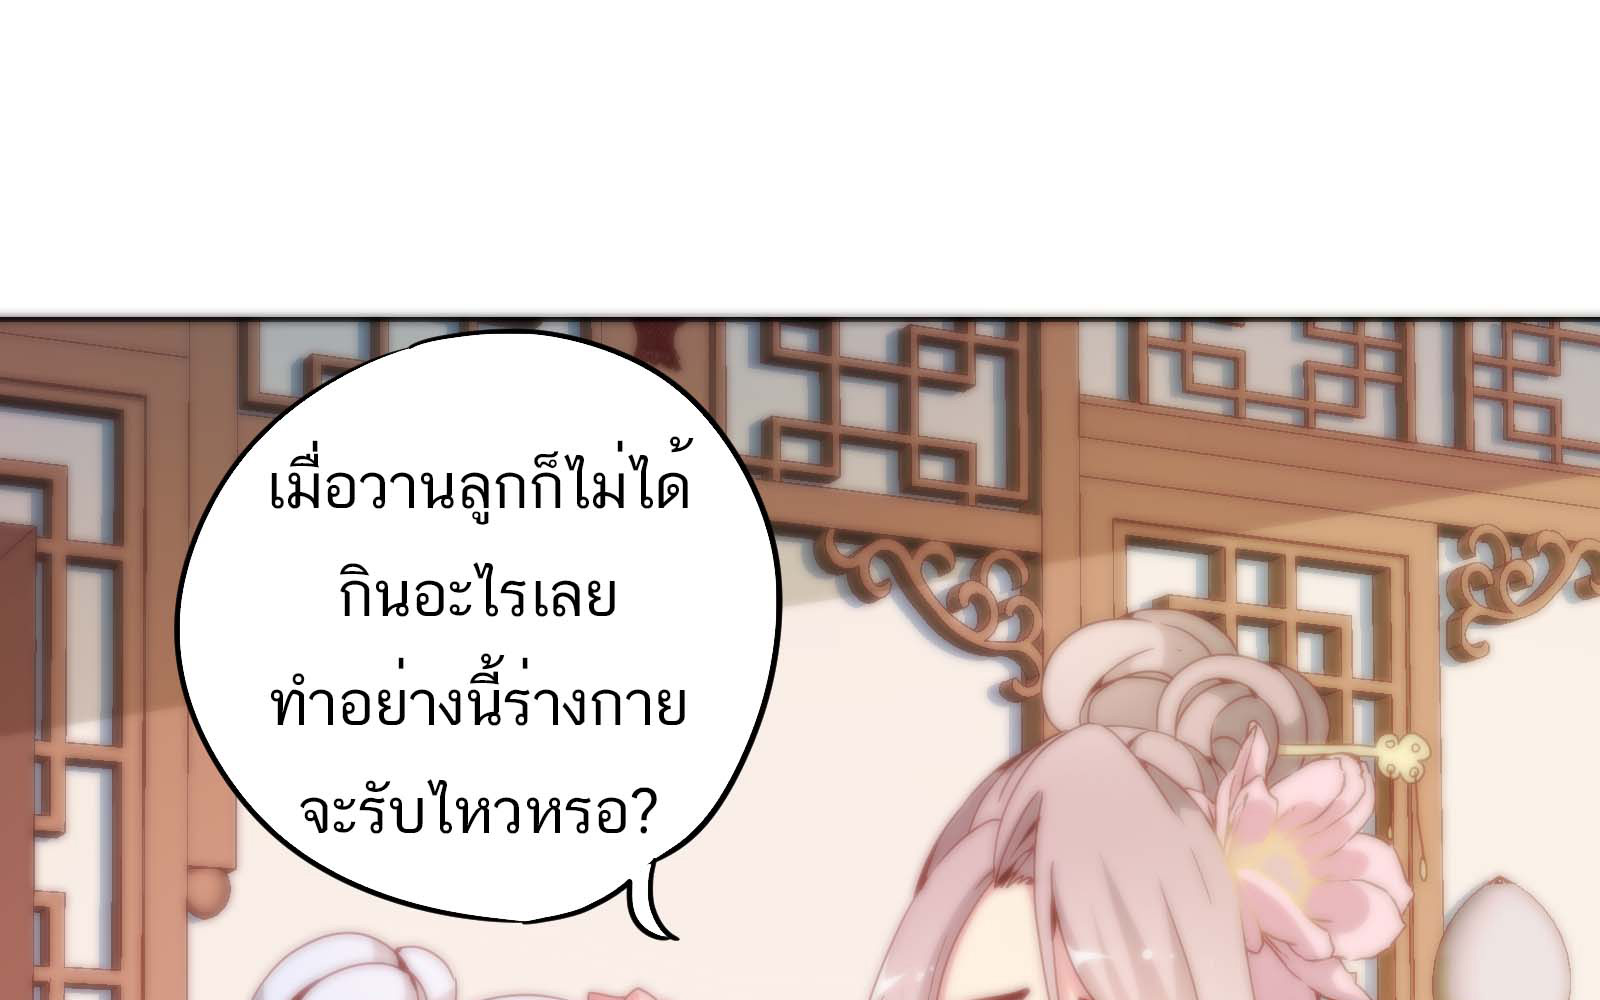 เมื่อวานลูกก็ไม่ได้
กินอะไรเลย
ทำอย่างนี้ร่างกาย
จะรับไหวหรอ?